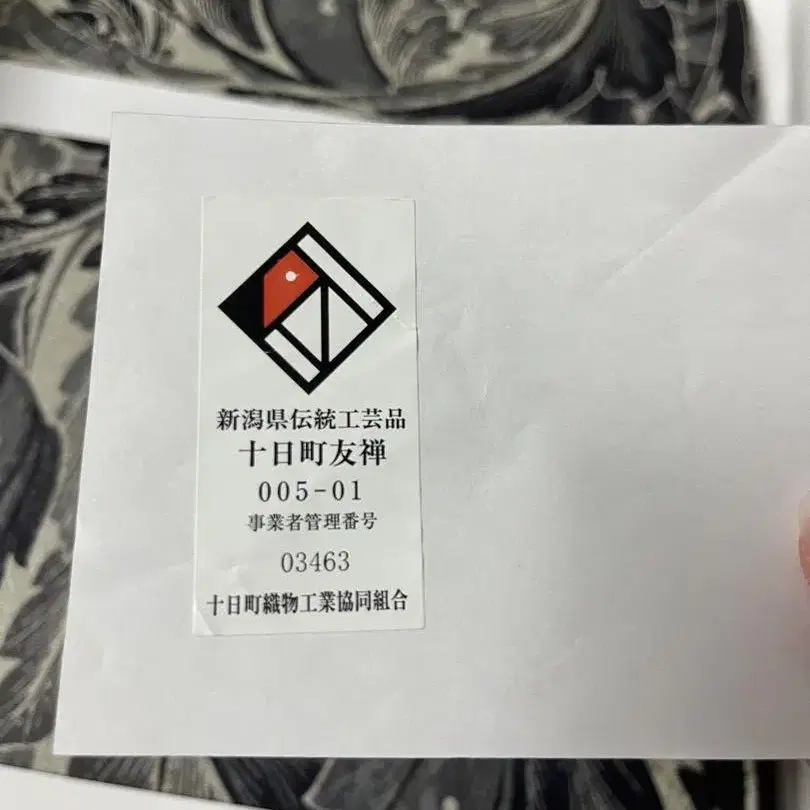 新潟県伝統工芸品
十日町友禅
005-01
事業者管理番号
03463
十日町織物工業協同組合